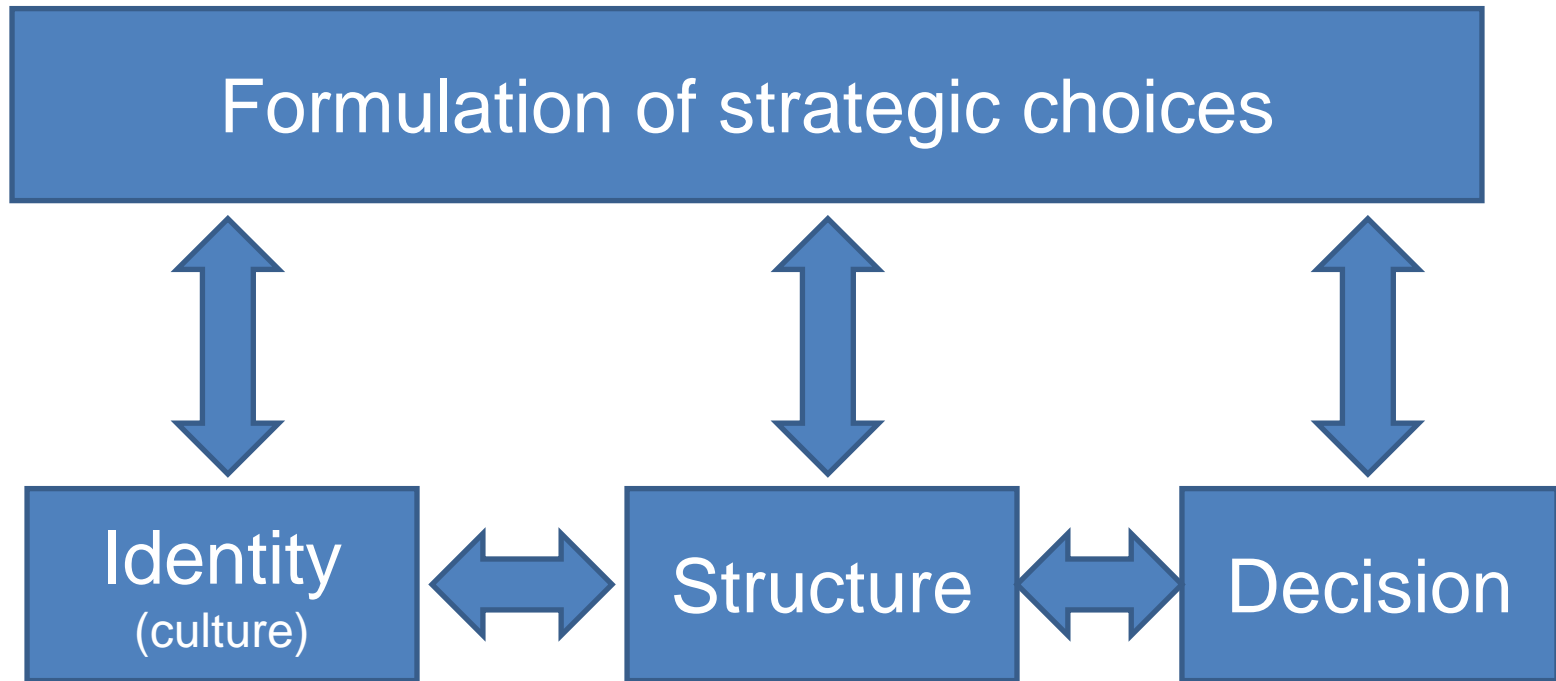 Formulation of strategic choices
Identity
(culture)
Structure
Decision